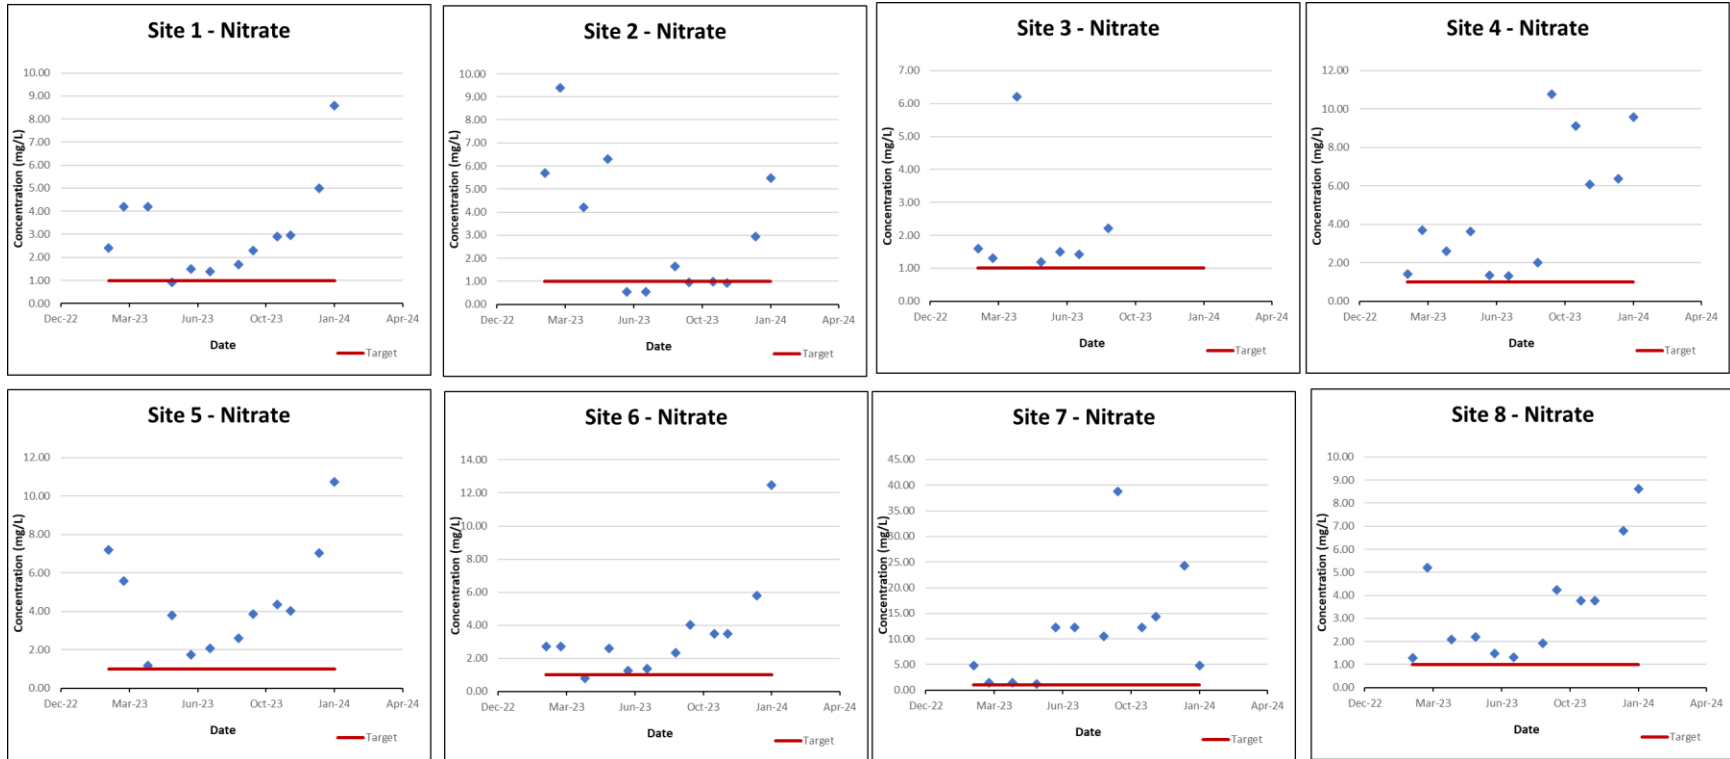 Site 1 - Nitrate
Concentration (mg/L)
10.00
9.00
8.00
7.00
6.00
5.00
4.00
3.00
2.00
1.00
0.00
Dec-22 Mar-23 Jun-23 Oct-23 Jan-24 Apr-24
Date
Target
Site 2 - Nitrate
Concentration (mg/L)
10.00
9.00
8.00
7.00
6.00
5.00
4.00
3.00
2.00
1.00
0.00
Dec-22 Mar-23 Jun-23 Oct-23 Jan-24 Apr-24
Date
Target
Site 3 - Nitrate
Concentration (mg/L)
7.00
6.00
5.00
4.00
3.00
2.00
1.00
0.00
Dec-22 Mar-23 Jun-23 Oct-23 Jan-24 Apr-24
Date
Target
Site 4 - Nitrate
Concentration (mg/L)
12.00
10.00
8.00
6.00
4.00
2.00
0.00
Dec-22 Mar-23 Jun-23 Oct-23 Jan-24 Apr-24
Date
Target
Site 5 - Nitrate
Concentration (mg/L)
12.00
10.00
8.00
6.00
4.00
2.00
0.00
Dec-22 Mar-23 Jun-23 Oct-23 Jan-24 Apr-24
Date
Target
Site 6 - Nitrate
Concentration (mg/L)
14.00
12.00
10.00
8.00
6.00
4.00
2.00
0.00
Dec-22 Mar-23 Jun-23 Oct-23 Jan-24 Apr-24
Date
Target
Site 7 - Nitrate
Concentration (mg/L)
45.00
40.00
35.00
30.00
25.00
20.00
15.00
10.00
5.00
0.00
Dec-22 Mar-23 Jun-23 Oct-23 Jan-24 Apr-24
Date
Target
Site 8 - Nitrate
Concentration (mg/L)
10.00
9.00
8.00
7.00
6.00
5.00
4.00
3.00
2.00
1.00
0.00
Dec-22 Mar-23 Jun-23 Oct-23 Jan-24 Apr-24
Date
Target